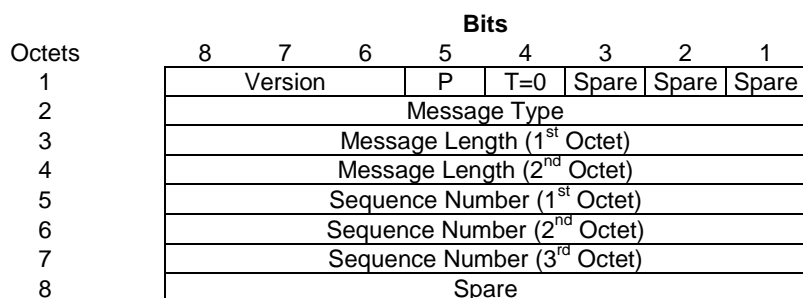 Bits
Octets 8 7 6 5 4 3 2 1
1 Version P T=0 Spare Spare Spare
2 Message Type
3 Message Length (1st Octet)
4 Message Length (2nd Octet)
5 Sequence Number (1st Octet)
6 Sequence Number (2nd Octet)
7 Sequence Number (3rd Octet)
8 Spare